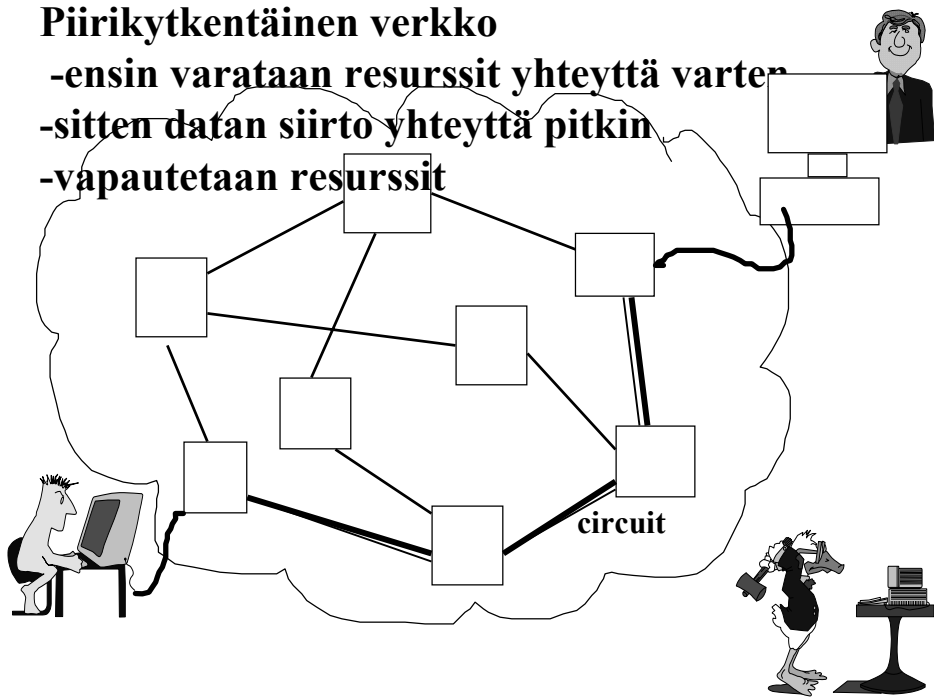 Piirikytkentäinen verkko
-ensin varataan resurssit yhteyttä varten
-sitten datan siirto yhteyttä pitkin
-vapautetaan resurssit
circuit